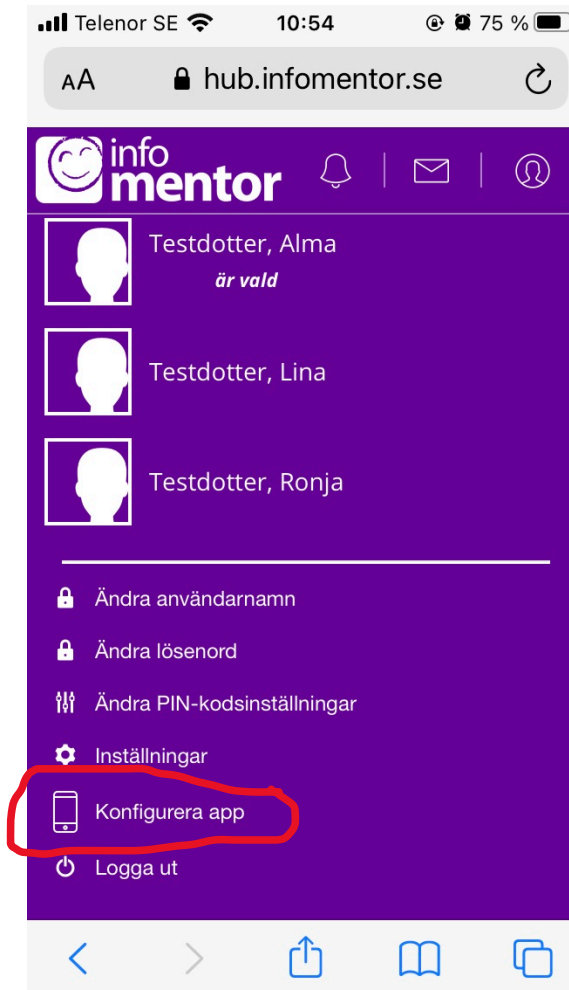 Telenor SE 10:54 75 %
AA hub.infomentor.se
info
mentor
Testdotter, Alma
är vald
Testdotter, Lina
Testdotter, Ronja
Ändra användarnamn
Ändra lösenord
Ändra PIN-kodsinställningar
Inställningar
Konfigurera app
Logga ut